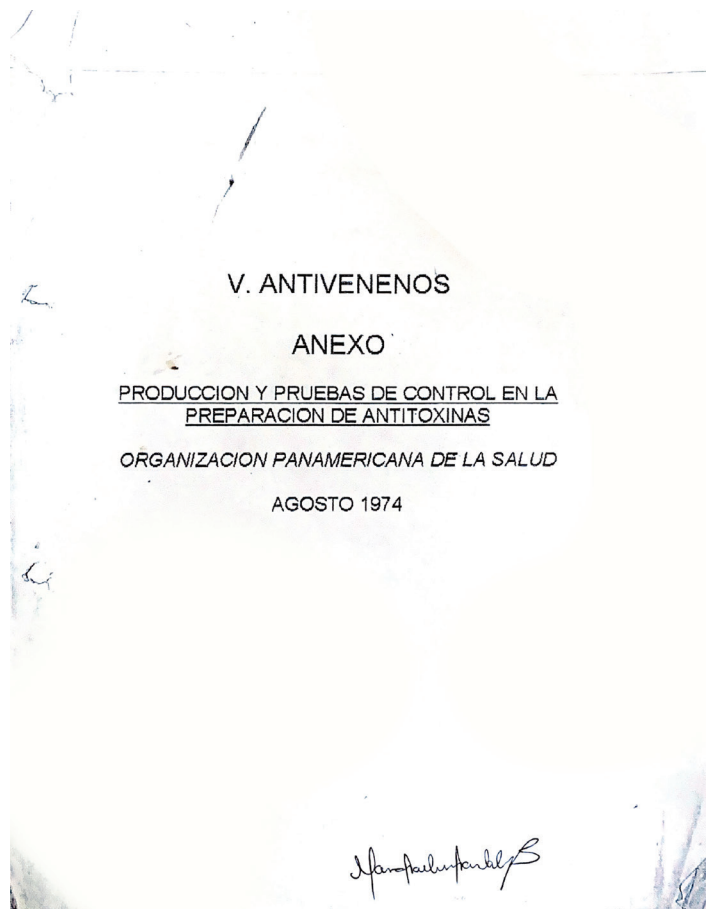 V. ANTIVENENOS
ANEXO
PRODUCCION Y PRUEBAS DE CONTROL EN LA
PREPARACION DE ANTITOXINAS
ORGANIZACION PANAMERICANA DE LA SALUD
AGOSTO 1974